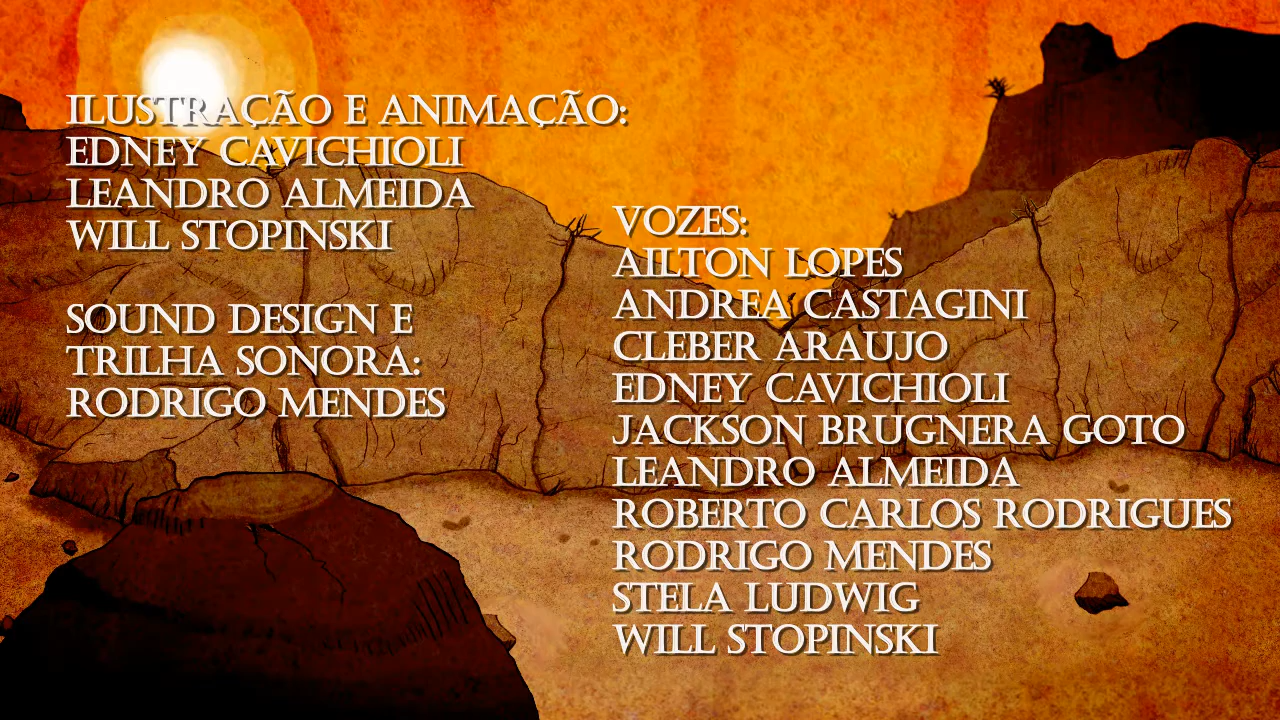 ILUSTRAÇÃO E ANIMAÇÃO:
EDNEY CAVICHIOLI
LEANDRO ALMEIDA
WILL STOPINSKI
SOUND DESIGN E
TRILHA SONORA:
RODRIGO MENDES
VOZES:
AILTON LOPES
ANDREA CASTAGINI
CLEBER ARAUJO
EDNEY CAVICHIOLI
JACKSON BRUGNERA GOTO
LEANDRO ALMEIDA
ROBERTO CARLOS RODRIGUES
RODRIGO MENDES
STELA LUDWIG
WILL STOPINSKI